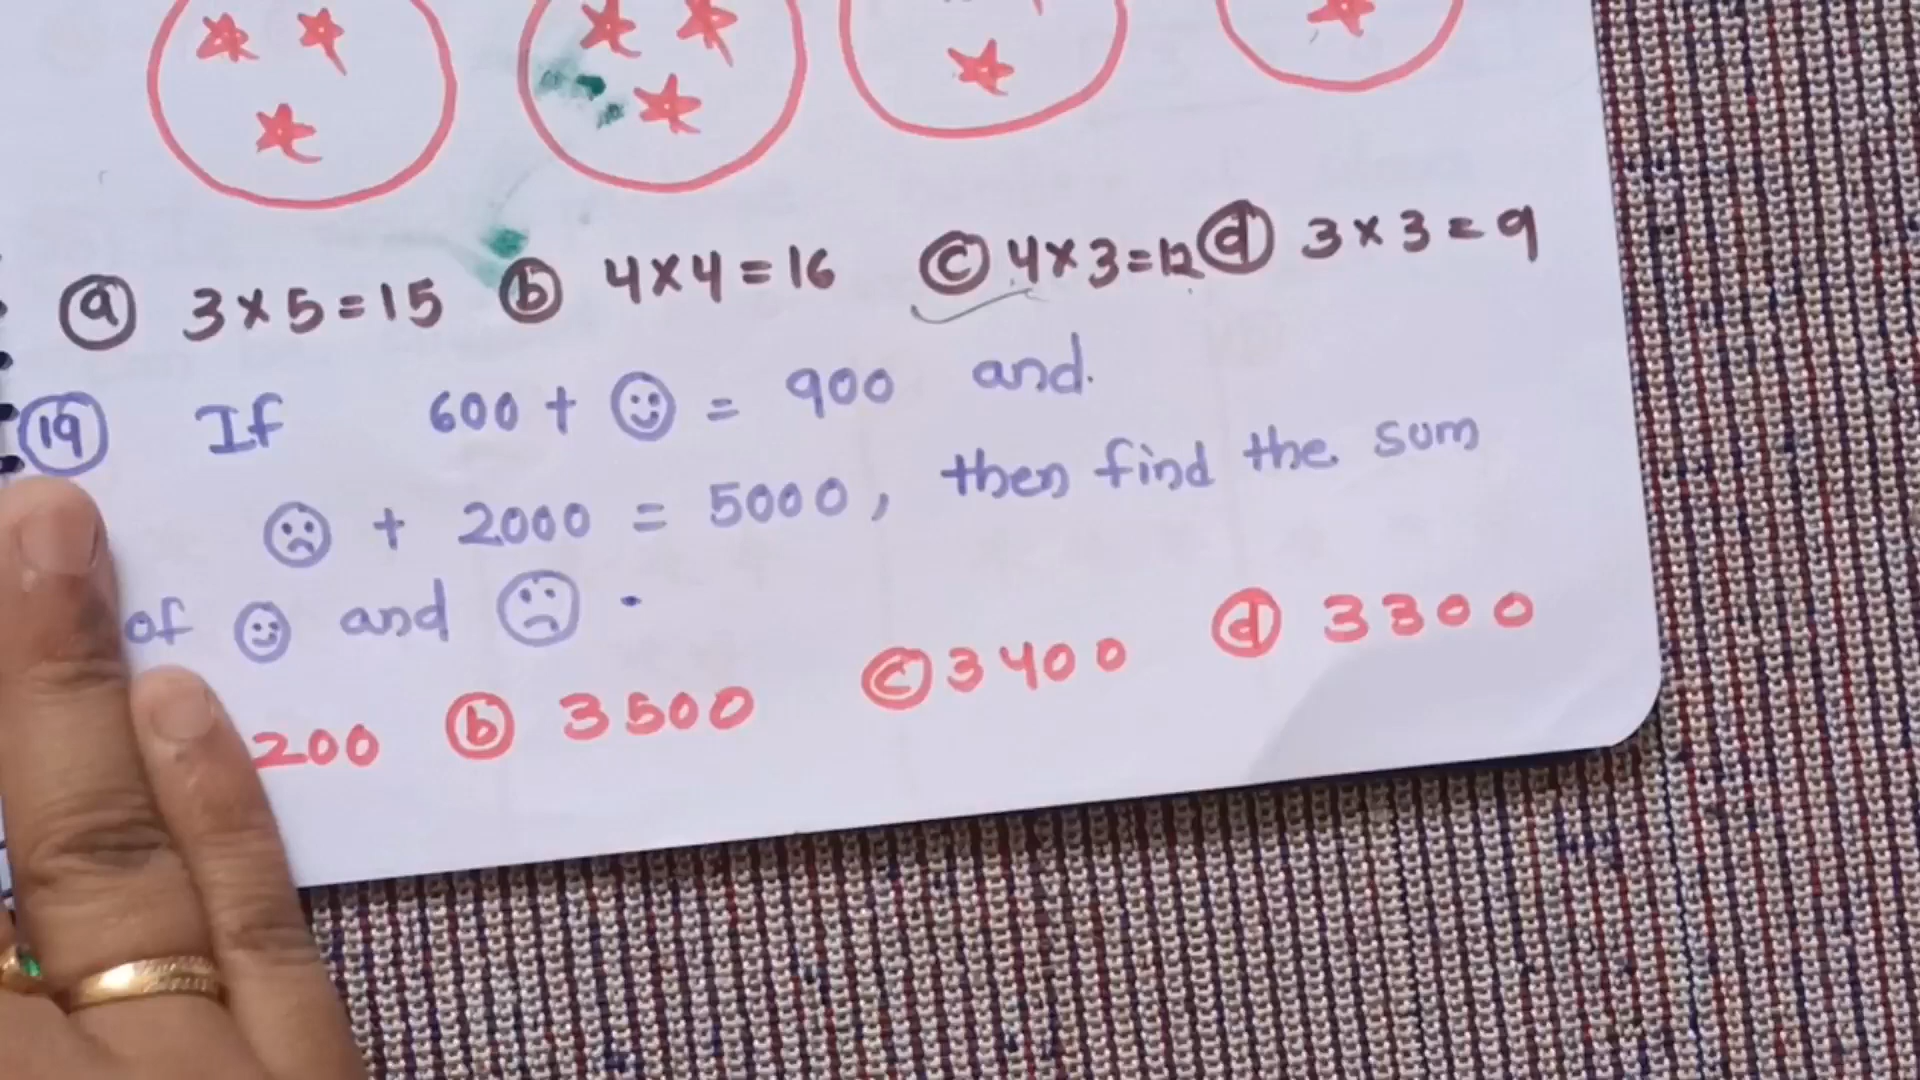 ⓐ 3 × 5 = 15 ⓑ 4 × 4 = 16 ⓒ 4 × 3 = 12 ⓓ 3 × 3 = 9
⑲ If 600 + ☺ = 900 and.
☹ + 2000 = 5000, then find the sum
of ☺ and ☹.
200 ⓑ 3500 ⓒ 3400 ⓓ 3300